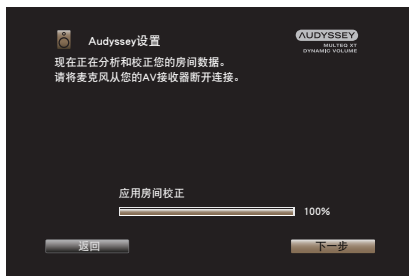 Audyssey设置
AUDYSSEY
MULTEQ XT
DYNAMIC VOLUME
现在正在分析和校正您的房间数据。
请将麦克风从您的AV接收器断开连接。
应用房间校正
100%
返回
下一步